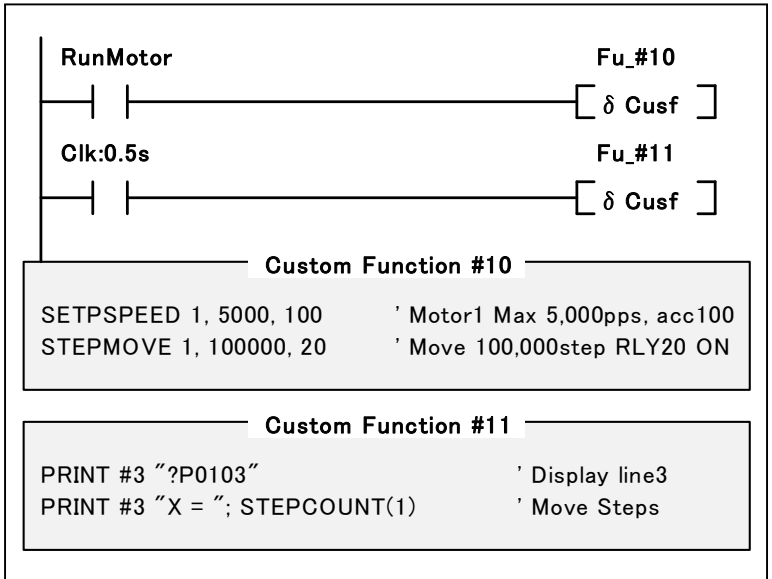 RunMotor Fu_#10
δ Cusf
Clk:0.5s Fu_#11
δ Cusf
Custom Function #10
SETPSPEED 1, 5000, 100 ' Motor1 Max 5,000pps, acc100
STEPMOVE 1, 100000, 20 ' Move 100,000step RLY20 ON
Custom Function #11
PRINT #3 "?P0103" ' Display line3
PRINT #3 "X = "; STEPCOUNT(1) ' Move Steps